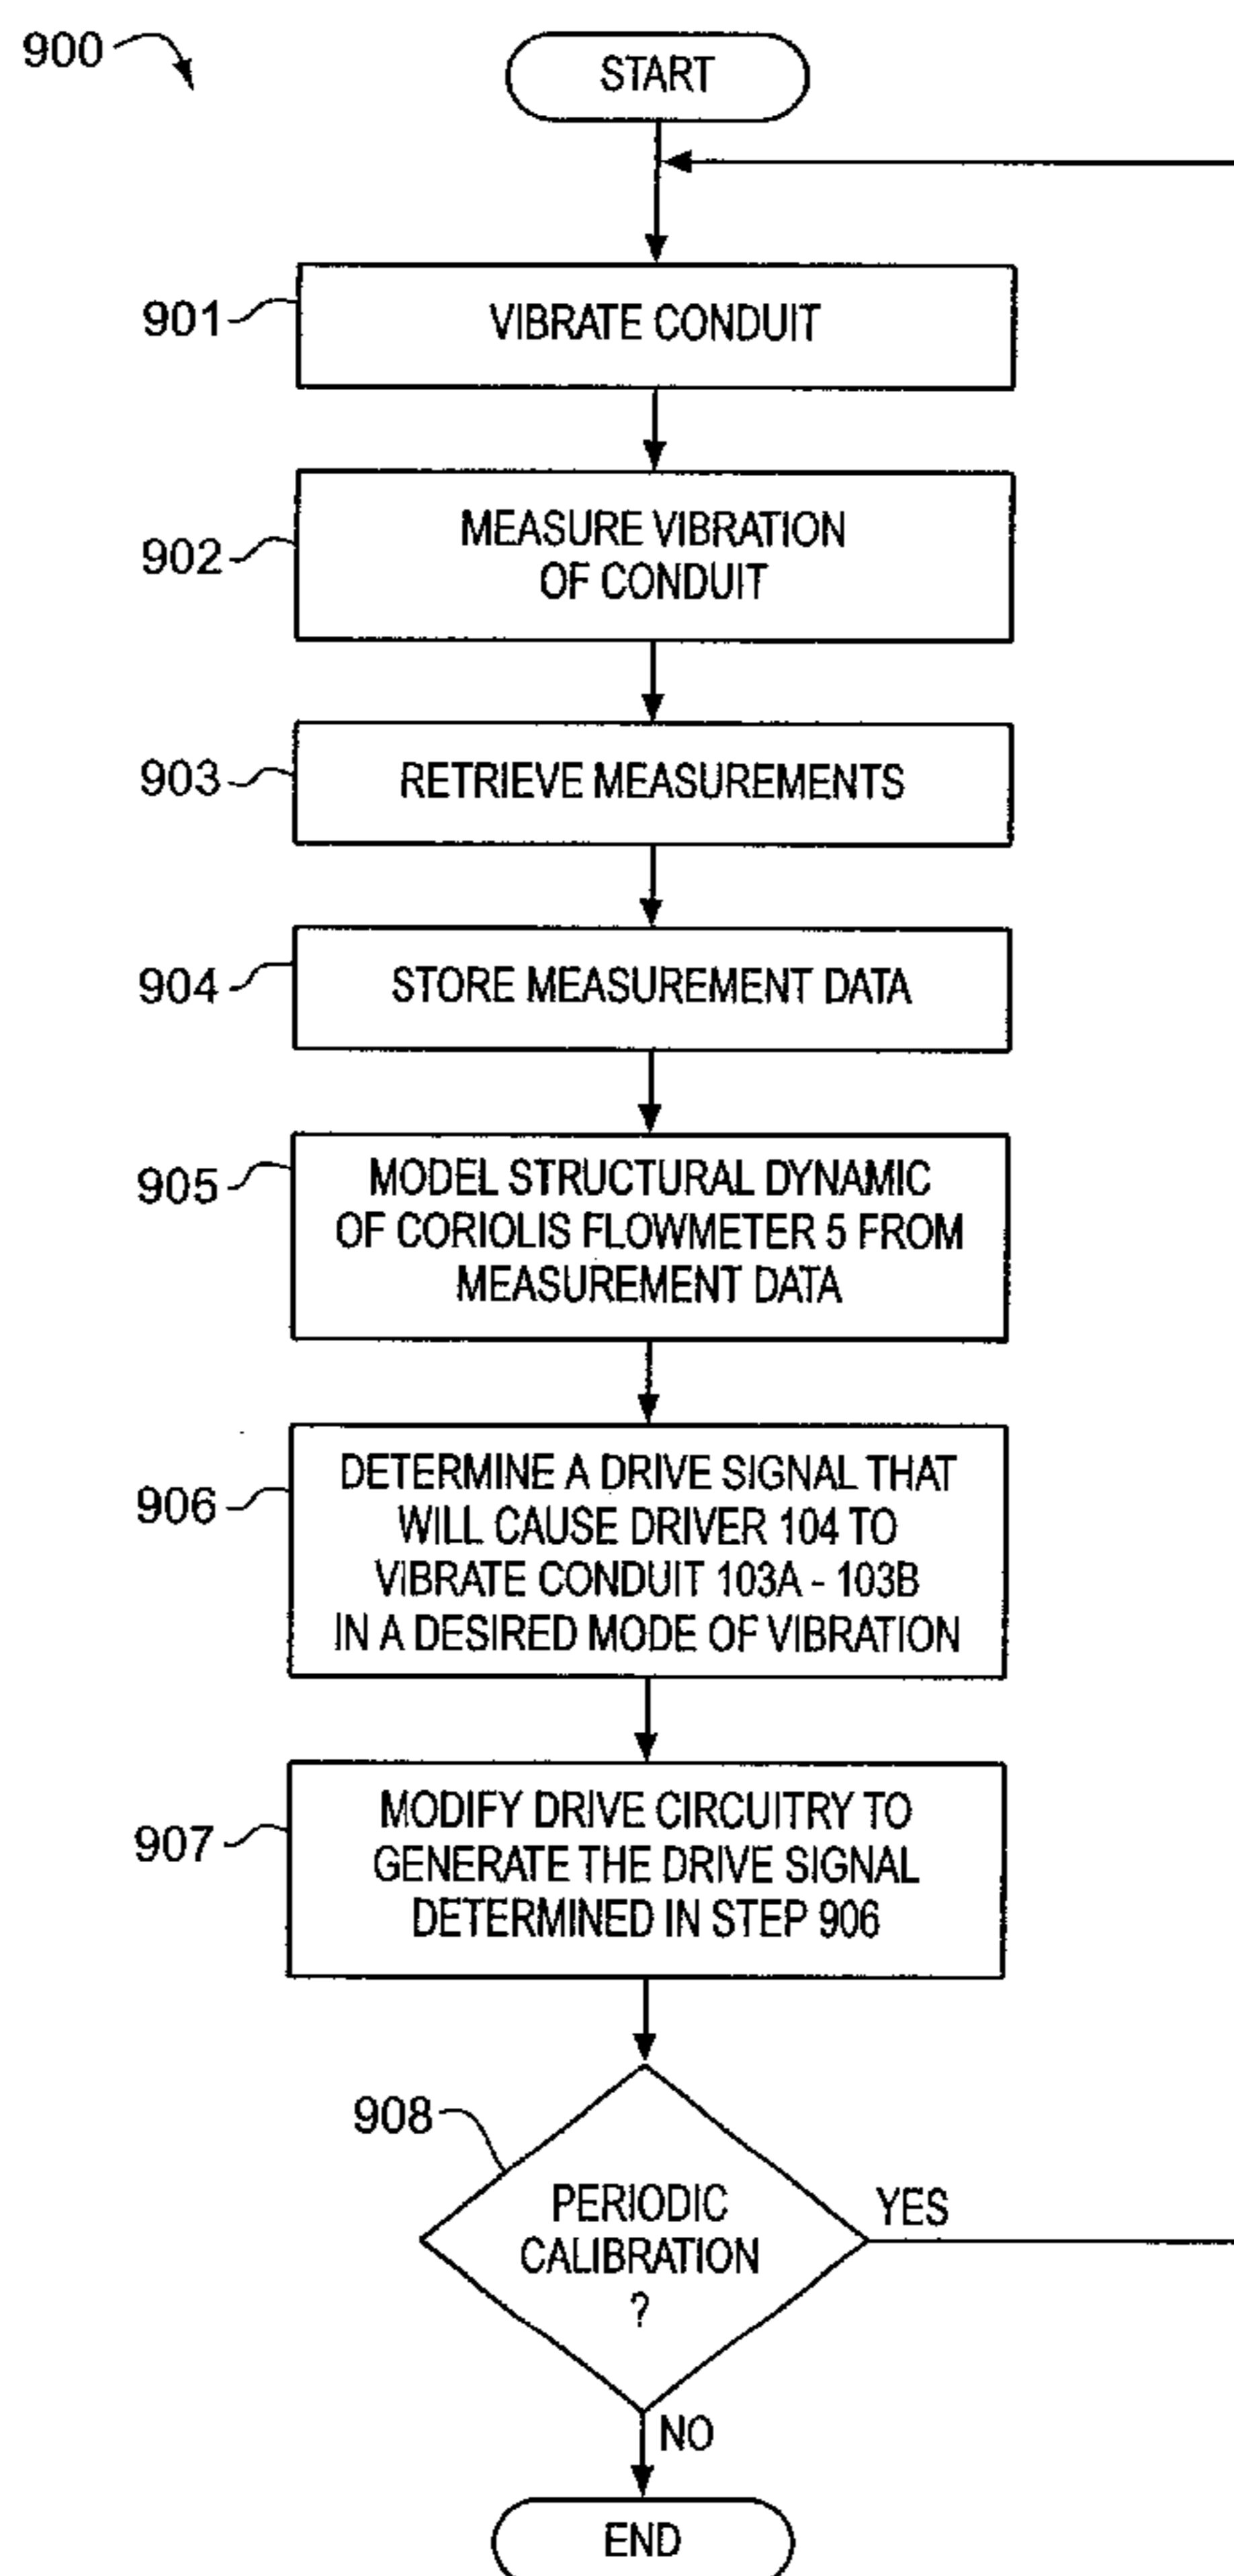 900
START
901
VIBRATE CONDUIT
902
MEASURE VIBRATION
OF CONDUIT
903
RETRIEVE MEASUREMENTS
904
STORE MEASUREMENT DATA
905
MODEL STRUCTURAL DYNAMIC
OF CORIOLIS FLOWMETER 5 FROM
MEASUREMENT DATA
906
DETERMINE A DRIVE SIGNAL THAT
WILL CAUSE DRIVER 104 TO
VIBRATE CONDUIT 103A - 103B
IN A DESIRED MODE OF VIBRATION
907
MODIFY DRIVE CIRCUITRY TO
GENERATE THE DRIVE SIGNAL
DETERMINED IN STEP 906
908
PERIODIC
CALIBRATION
?
YES
NO
END